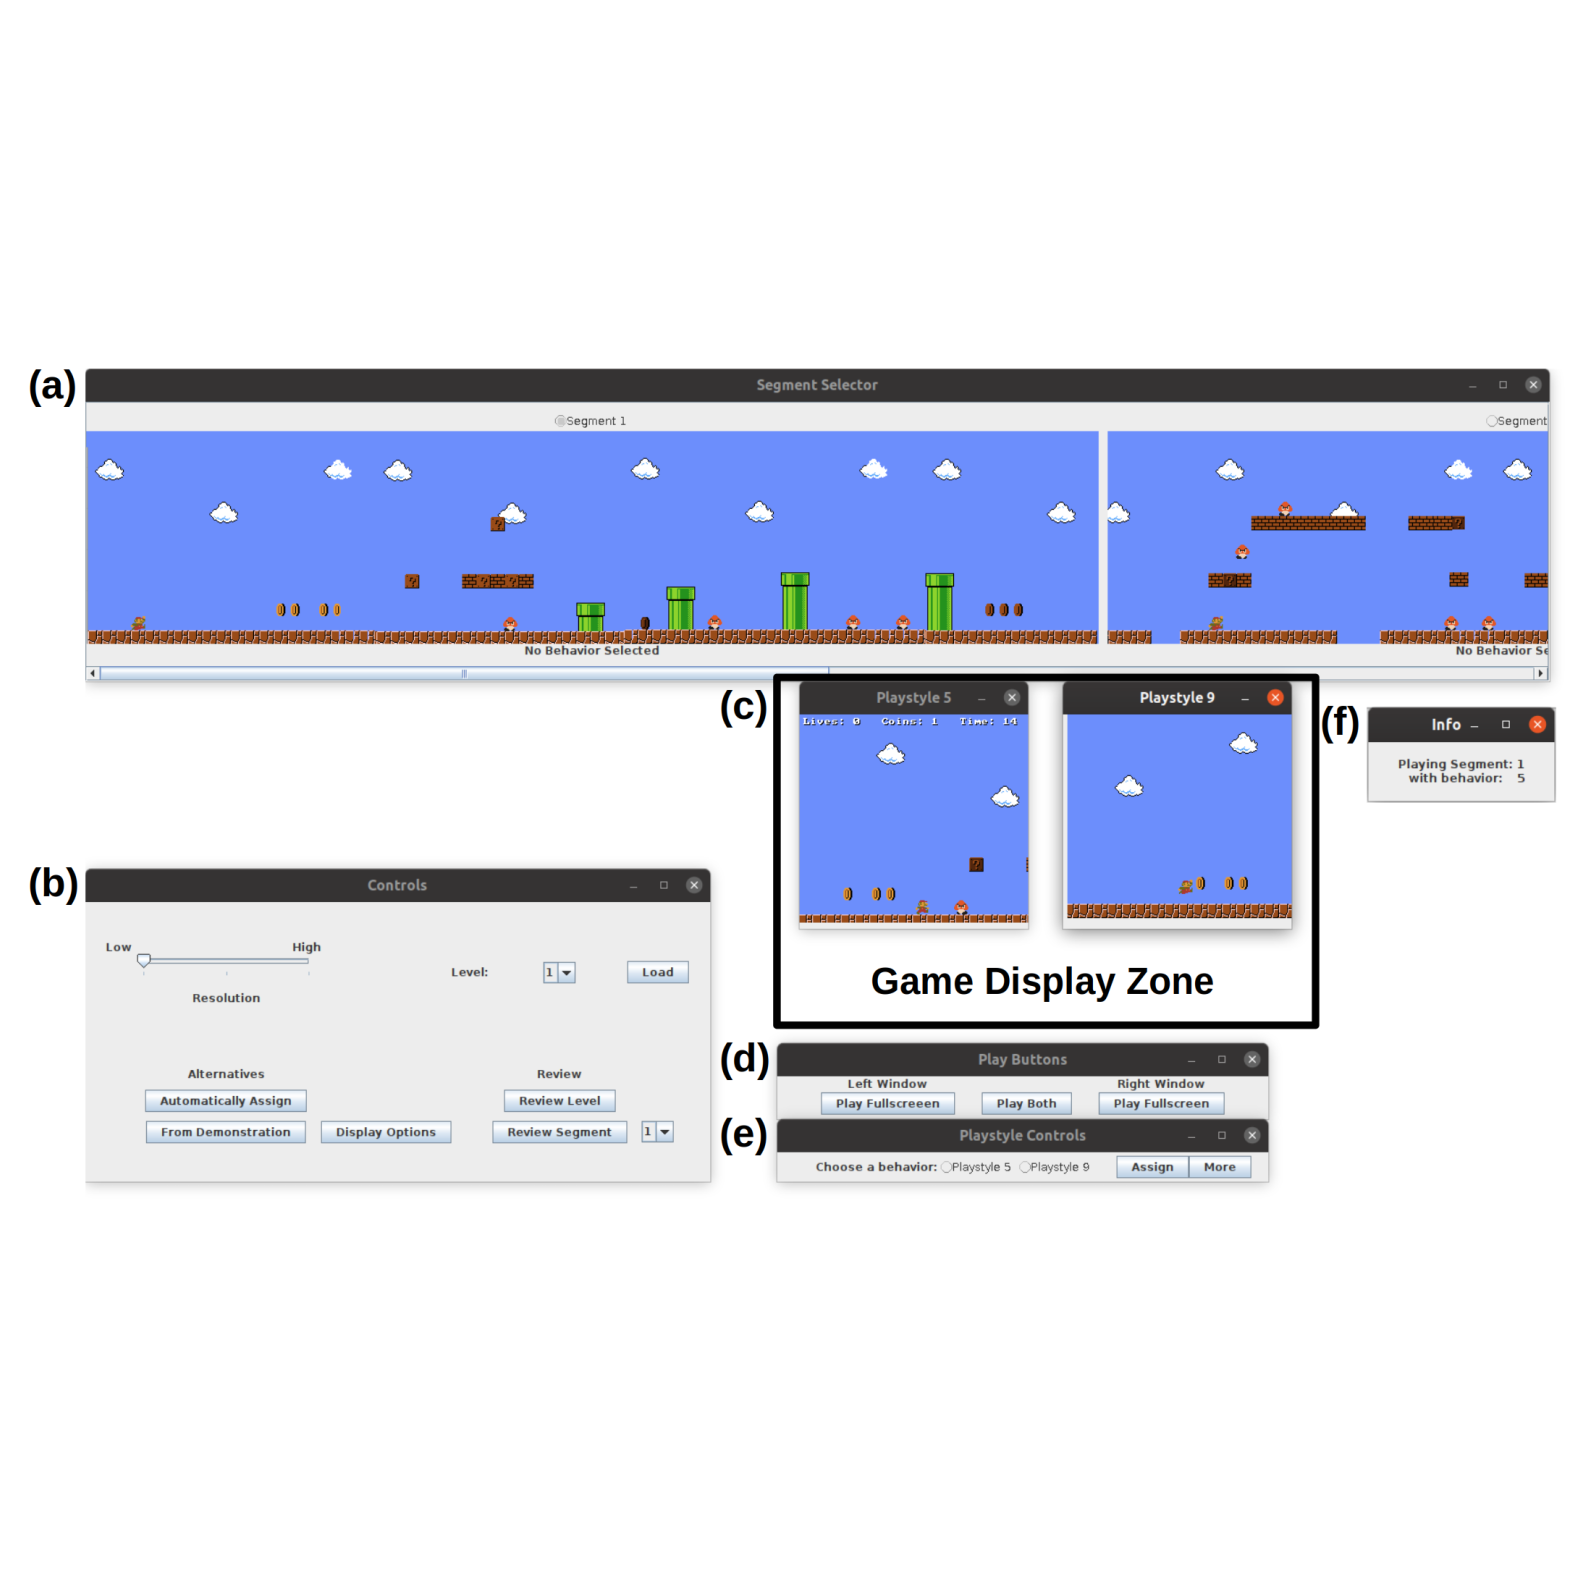 (a)
Segment Selector
Segment 1
Segment
No Behavior Selected
No Behavior Se
(c)
Playstyle 5
Playstyle 9
Lives: 0 Coins: 1 Time: 14
Game Display Zone
(f)
Info
Playing Segment: 1
with behavior: 5
(b)
Controls
Low
High
Resolution
Level:
1
Load
Alternatives
Review
Automatically Assign
Review Level
From Demonstration
Display Options
Review Segment
1
(d)
Play Buttons
Left Window
Right Window
Play Fullscreeen
Play Both
Play Fullscreen
(e)
Playstyle Controls
Choose a behavior:
Playstyle 5
Playstyle 9
Assign
More